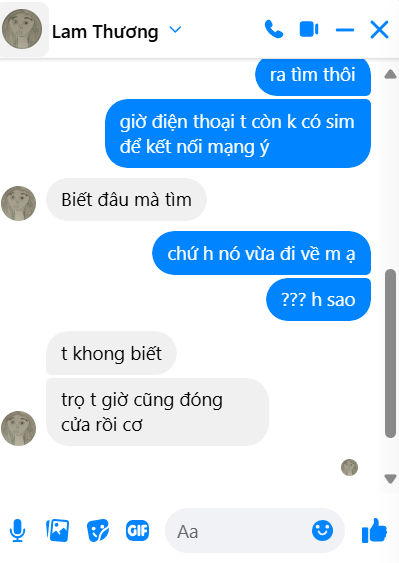 Lam Thương
ra tìm thôi
giờ điện thoại t còn k có sim
để kết nối mạng ý
Biết đâu mà tìm
chứ h nó vừa đi về m ạ
??? h sao
t khong biết
trọ t giờ cũng đóng
cửa rồi cơ
GIF
Aa